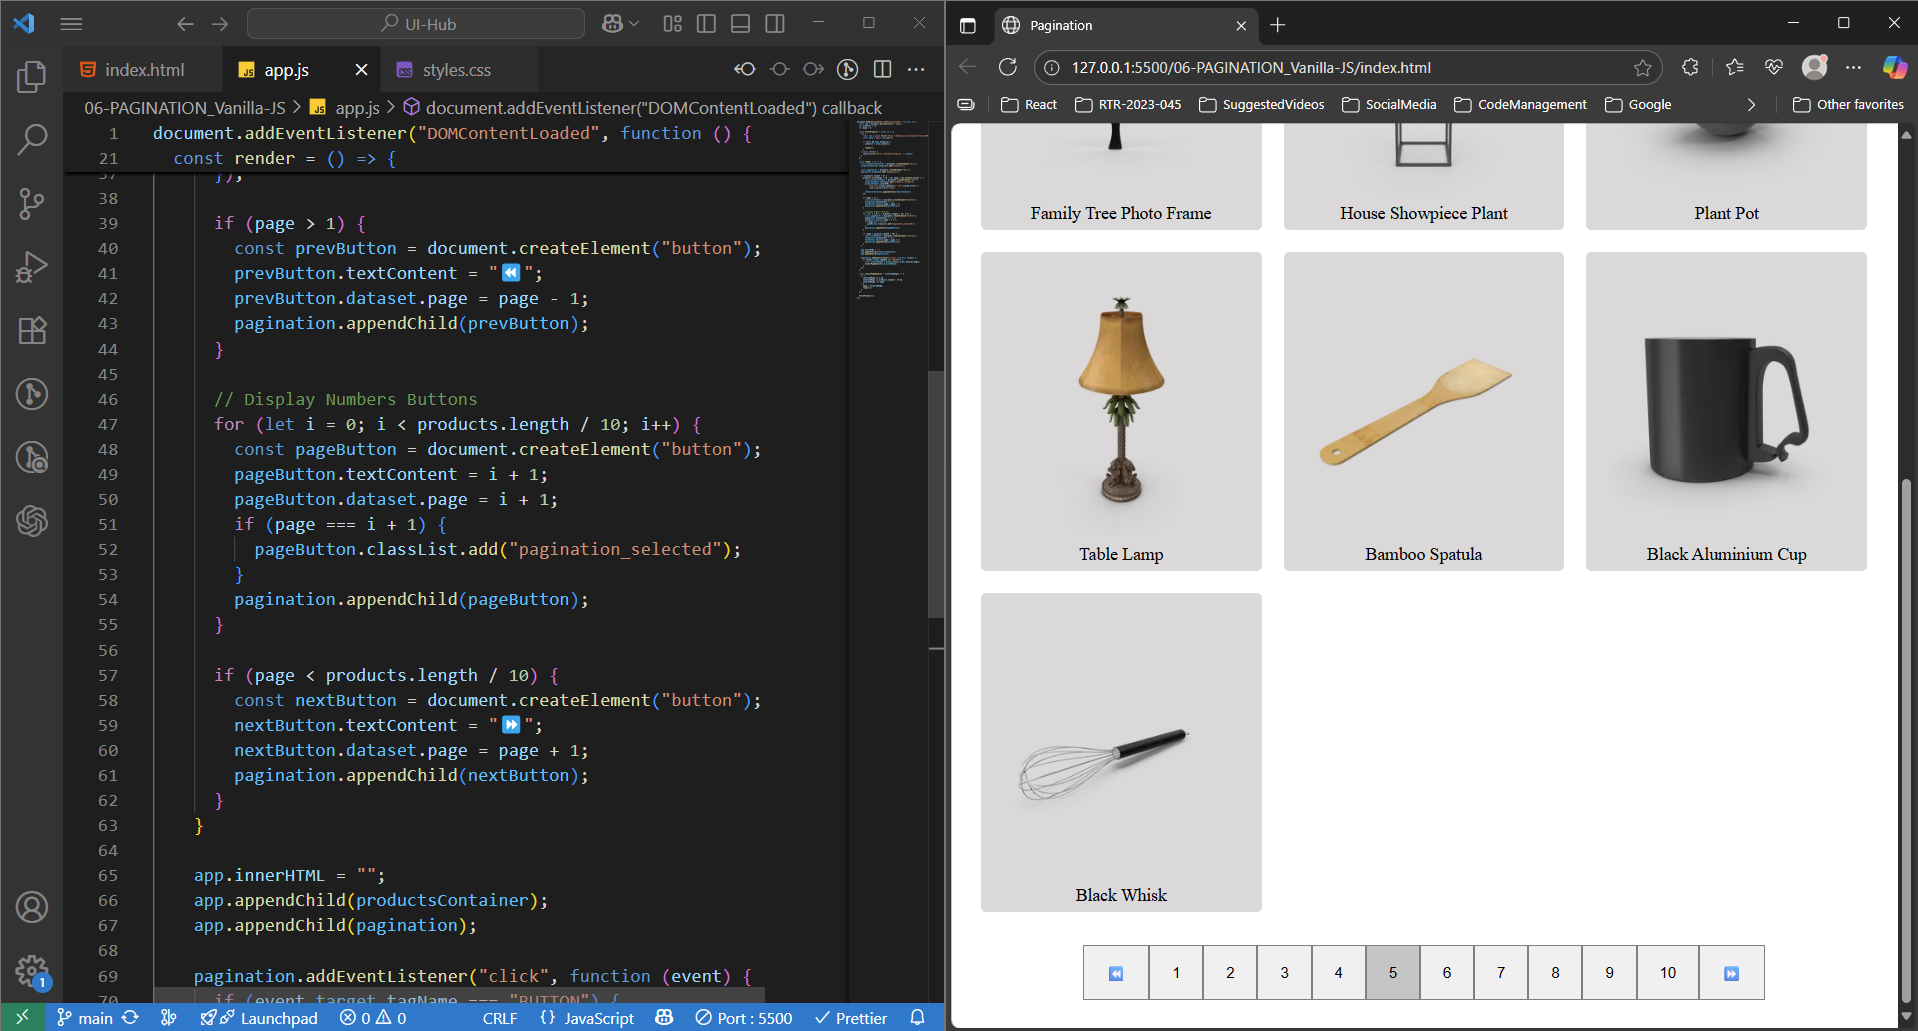 UI-Hub
index.html
app.js
styles.css
06-PAGINATION_Vanilla-JS > app.js > document.addEventListener("DOMContentLoaded") callback
1 document.addEventListener("DOMContentLoaded", function () {
21 const render = () => {
37 });
38
39 if (page > 1) {
40 const prevButton = document.createElement("button");
41 prevButton.textContent = "⏪";
42 prevButton.dataset.page = page - 1;
43 pagination.appendChild(prevButton);
44 }
45
46 // Display Numbers Buttons
47 for (let i = 0; i < products.length / 10; i++) {
48 const pageButton = document.createElement("button");
49 pageButton.textContent = i + 1;
50 pageButton.dataset.page = i + 1;
51 if (page === i + 1) {
52 pageButton.classList.add("pagination_selected");
53 }
54 pagination.appendChild(pageButton);
55 }
56
57 if (page < products.length / 10) {
58 const nextButton = document.createElement("button");
59 nextButton.textContent = "⏩";
60 nextButton.dataset.page = page + 1;
61 pagination.appendChild(nextButton);
62 }
63 }
64
65 app.innerHTML = "";
66 app.appendChild(productsContainer);
67 app.appendChild(pagination);
68
69 pagination.addEventListener("click", function (event) {
70 if (event.target.tagName === "BUTTON") {
1
main
Launchpad
0
0
CRLF
{} JavaScript
Port : 5500
Prettier
Pagination
127.0.0.1:5500/06-PAGINATION_Vanilla-JS/index.html
React
RTR-2023-045
SuggestedVideos
SocialMedia
CodeManagement
Google
Other favorites
Family Tree Photo Frame
House Showpiece Plant
Plant Pot
Table Lamp
Bamboo Spatula
Black Aluminium Cup
Black Whisk
⏪ 1 2 3 4 5 6 7 8 9 10 ⏩